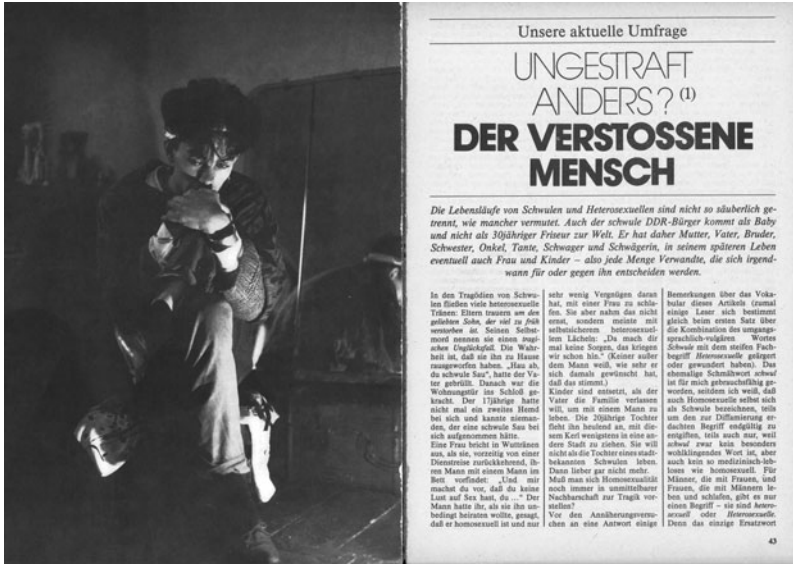 Unsere aktuelle Umfrage
UNGESTRAFT
ANDERS? (1)
DER VERSTOSSENE
MENSCH
Die Lebensläufe von Schwulen und Heterosexuellen sind nicht so säuberlich ge-
trennt, wie mancher vermutet. Auch der schwule DDR-Bürger kommt als Baby
und nicht als 30jähriger Friseur zur Welt. Er hat daher Mutter, Vater, Bruder,
Schwester, Onkel, Tante, Schwager und Schwägerin, in seinem späteren Leben
eventuell auch Frau und Kinder – also jede Menge Verwandte, die sich irgend-
wann für oder gegen ihn entscheiden werden.
In den Tragödien von Schwu-
len fließen viele heterosexuelle
Tränen: Eltern trauern um den
geliebten Sohn, der viel zu früh
verstorben ist. Seinen Selbst-
mord nennen sie einen tragi-
schen Unglücksfall. Die Wahr-
heit ist, daß sie ihn zu Hause
rausgeworfen haben. „Hau ab,
du schwule Sau", hatte der Va-
ter gebrüllt. Danach war die
Wohnungstür ins Schloß ge-
kracht. Der 17jährige hatte
nicht mal ein zweites Hemd
bei sich und kannte nieman-
den, der eine schwule Sau bei
sich aufgenommen hätte.
Eine Frau bricht in Wuttränen
aus, als sie, vorzeitig von einer
Dienstreise zurückkehrend, ih-
ren Mann mit einem Mann im
Bett vorfindet: „Und mir
machst du vor, daß du keine
Lust auf Sex hast, du ..." Der
Mann hatte ihr, als sie ihn un-
bedingt heiraten wollte, gesagt,
daß er homosexuell ist und nur
sehr wenig Vergnügen daran
hat, mit einer Frau zu schla-
fen. Sie aber nahm das nicht
ernst, sondern meinte mit
selbstsicherem heterosexuel-
lem Lächeln: „Da mach dir
mal keine Sorgen, das kriegen
wir schon hin." (Keiner außer
dem Mann weiß, wie sehr er
sich damals gewünscht hat,
daß das stimmt.)
Kinder sind entsetzt, als der
Vater die Familie verlassen
will, um mit einem Mann zu
leben. Die 20jährige Tochter
fleht ihn heulend an, mit die-
sem Kerl wenigstens in eine an-
dere Stadt zu ziehen. Sie will
nicht als die Tochter eines stadt-
bekannten Schwulen leben.
Dann lieber gar nicht mehr.
Muß man sich Homosexualität
noch immer in unmittelbarer
Nachbarschaft zur Tragik vor-
stellen?
Vor den Annäherungsversu-
chen an eine Antwort einige
Bemerkungen über das Voka-
bular dieses Artikels (zumal
einige Leser sich bestimmt
gleich beim ersten Satz über
die Kombination des umgangs-
sprachlich-vulgären Wortes
Schwule mit dem steifen Fach-
begriff Heterosexuelle geärgert
oder gewundert haben). Das
ehemalige Schmähwort schwul
ist für mich gebrauchsfähig ge-
worden, seitdem ich weiß, daß
auch Homosexuelle selbst sich
als Schwule bezeichnen, teils
um den zur Diffamierung er-
dachten Begriff endgültig zu
entgiften, teils auch nur, weil
schwul zwar kein besonders
wohlklingendes Wort ist, aber
auch kein so medizinisch-leb-
loses wie homosexuell. Für
Männer, die mit Frauen, und
Frauen, die mit Männern le-
ben und schlafen, gibt es nur
einen Begriff – sie sind hetero-
sexuell oder Heterosexuelle.
Denn das einzige Ersatzwort
43